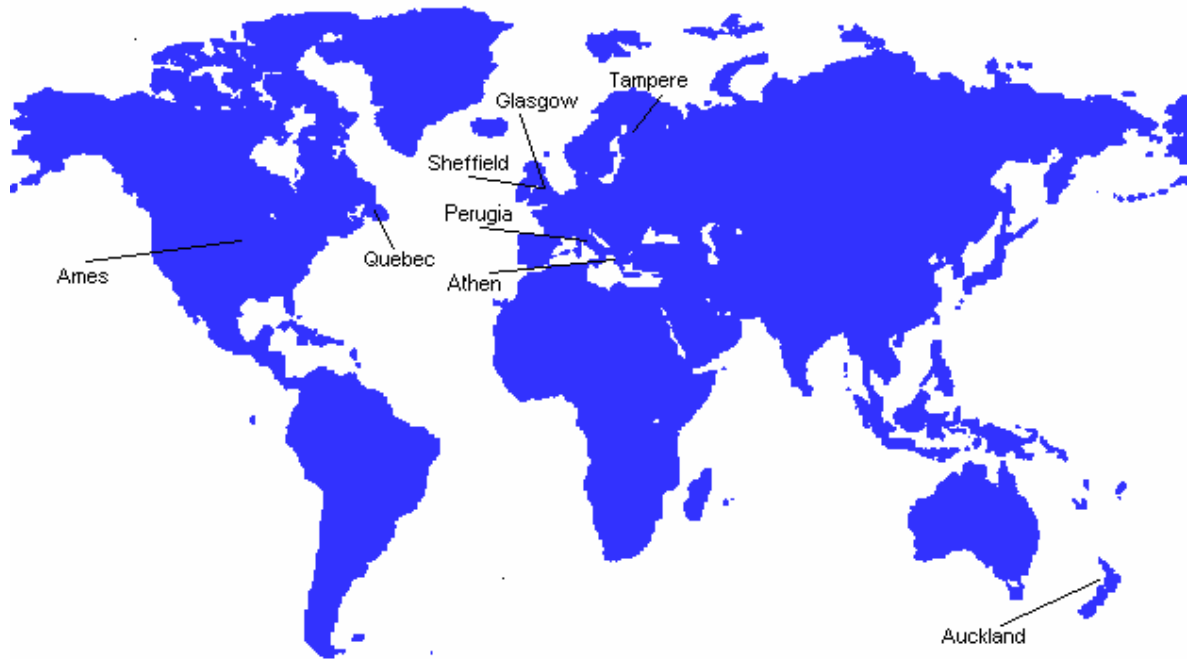 Tampere
Glasgow
Sheffield
Perugia
Quebec
Ames
Athen
Auckland